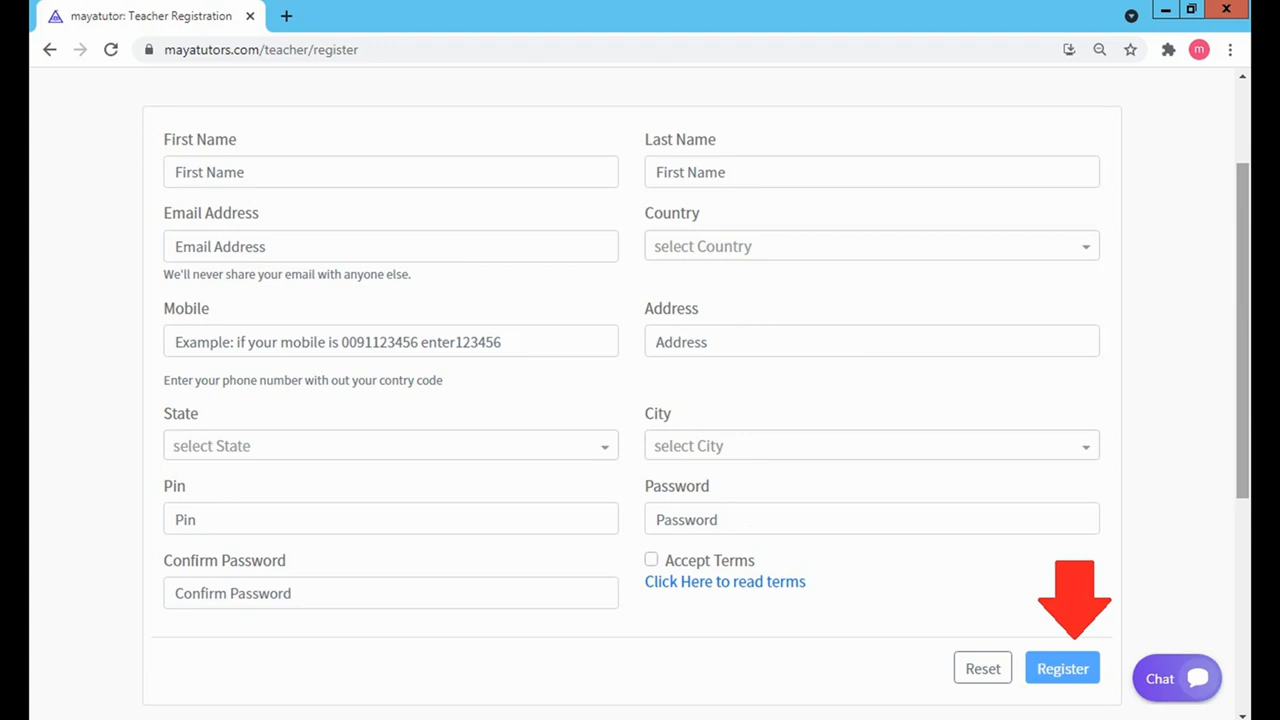 mayatutor: Teacher Registration
mayatutors.com/teacher/register
m
First Name
Last Name
First Name
First Name
Email Address
Country
Email Address
select Country
We'll never share your email with anyone else.
Mobile
Address
Example: if your mobile is 0091123456 enter123456
Address
Enter your phone number with out your contry code
State
City
select State
select City
Pin
Password
Pin
Password
Confirm Password
Accept Terms
Click Here to read terms
Confirm Password
Reset
Register
Chat